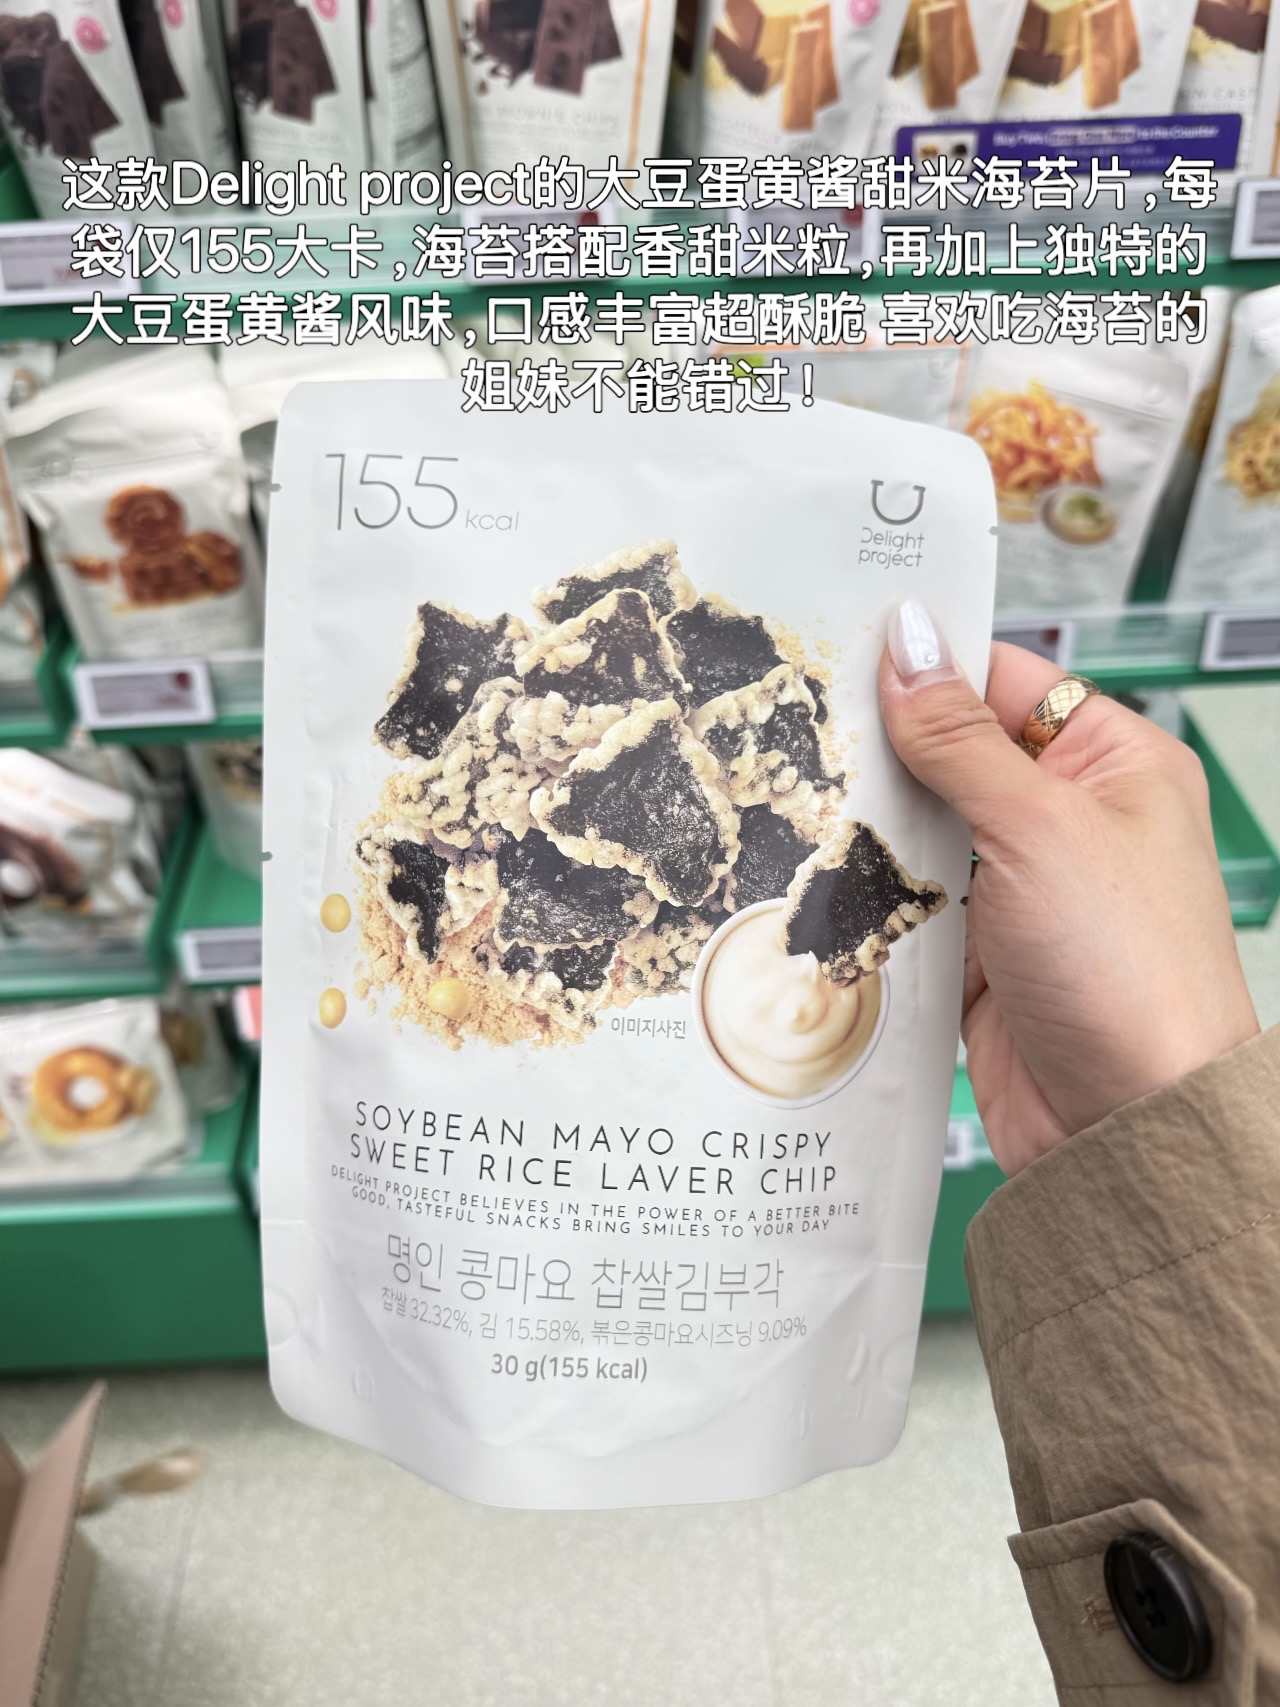 这款Delight project的大豆蛋黄酱甜米海苔片,每
袋仅155大卡,海苔搭配香甜米粒,再加上独特的
大豆蛋黄酱风味,口感丰富超酥脆 喜欢吃海苔的
姐妹不能错过!
155 kcal
Delight
project
이미지사진
SOYBEAN MAYO CRISPY
SWEET RICE LAVER CHIP
DELIGHT PROJECT BELIEVES IN THE POWER OF A BETTER BITE
GOOD, TASTEFUL SNACKS BRING SMILES TO YOUR DAY
명인 콩마요 찹쌀김부각
찹쌀 32.32%, 김 15.58%, 볶은콩마요시즈닝 9.09%
30 g(155 kcal)